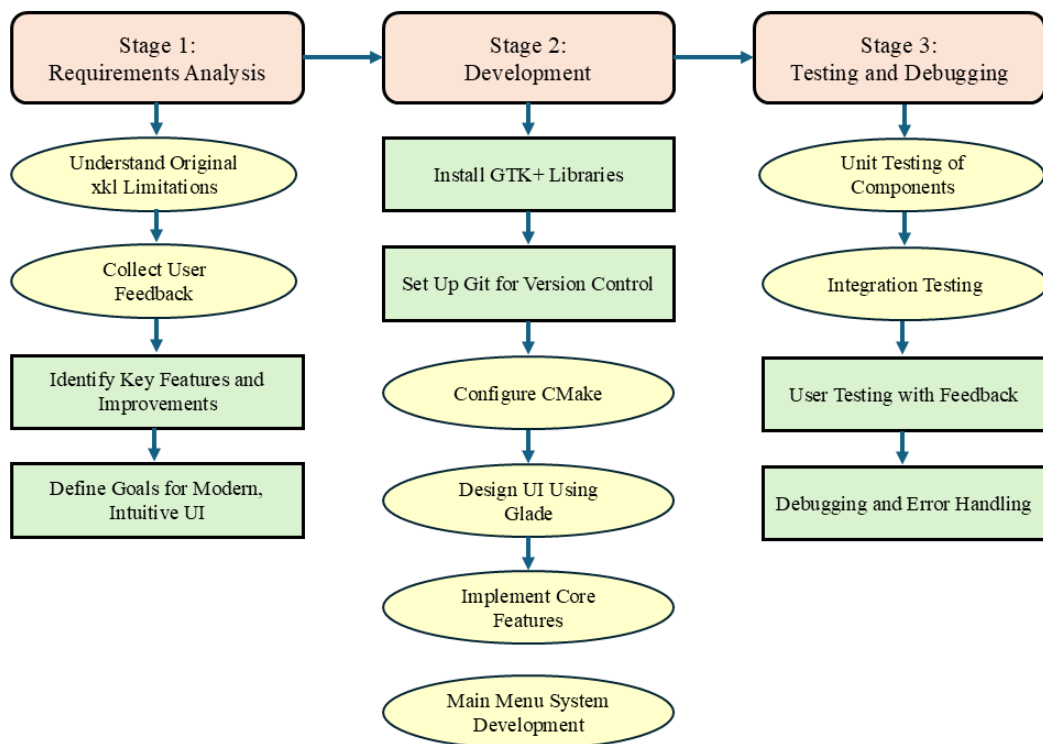 Stage 1:
Requirements Analysis
Stage 2:
Development
Stage 3:
Testing and Debugging
Understand Original
xkl Limitations
Collect User
Feedback
Identify Key Features and
Improvements
Define Goals for Modern,
Intuitive UI
Install GTK+ Libraries
Set Up Git for Version Control
Configure CMake
Design UI Using
Glade
Implement Core
Features
Main Menu System
Development
Unit Testing of
Components
Integration Testing
User Testing with Feedback
Debugging and Error Handling